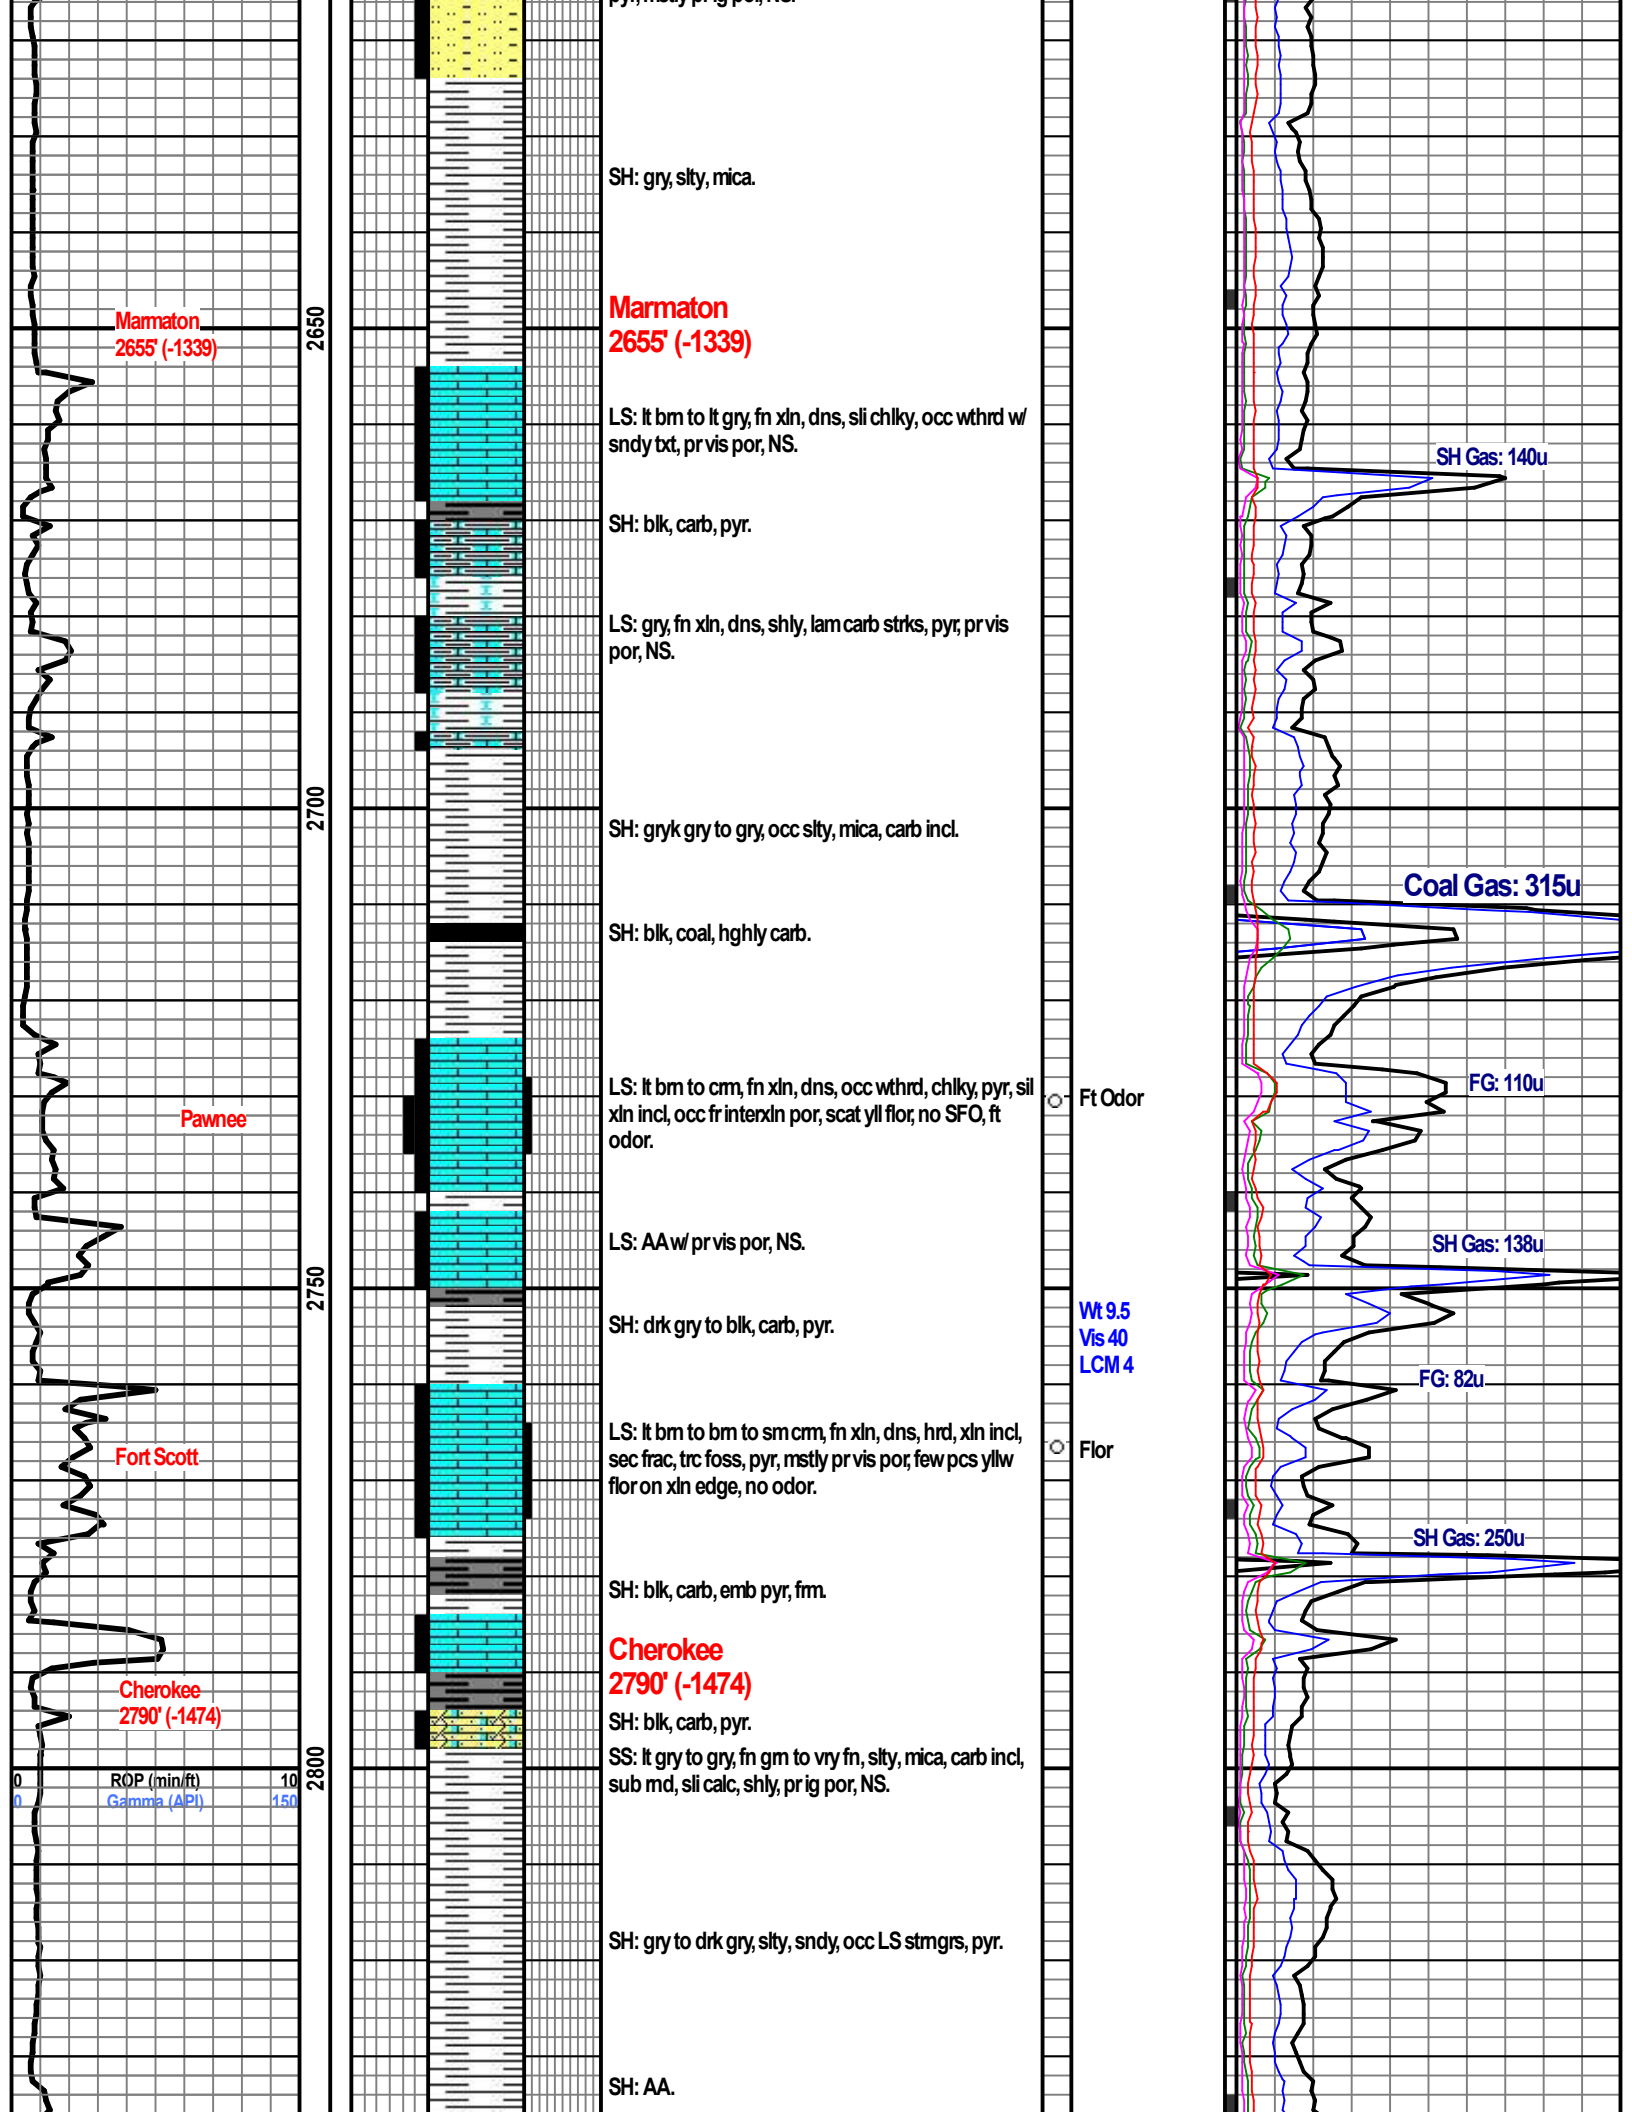 SH: gry, slty, mica.
Marmaton
2655' (-1339)
2650
Marmaton
2655' (-1339)
LS: lt brn to lt gry, fn xln, dns, sli chlky, occ wthrd w/
sndy txt, pr vis por, NS.
SH Gas: 140u
SH: blk, carb, pyr.
LS: gry, fn xln, dns, shly, lam carb strks, pyr, pr vis
por, NS.
2700
SH: gryk gry to gry, occ slty, mica, carb incl.
Coal Gas: 315u
SH: blk, coal, hghly carb.
Pawnee
LS: lt brn to crm, fn xln, dns, occ wthrd, chlky, pyr, sil
xln incl, occ fr interxln por, scat yll flor, no SFO, ft
odor.
Ft Odor
FG: 110u
LS: AA w/ pr vis por, NS.
SH Gas: 138u
2750
SH: drk gry to blk, carb, pyr.
Wt 9.5
Vis 40
LCM 4
FG: 82u
Fort Scott
LS: lt brn to brn to sm crm, fn xln, dns, hrd, xln incl,
sec frac, trc foss, pyr, mstly pr vis por, few pcs yllw
flor on xln edge, no odor.
Flor
SH Gas: 250u
SH: blk, carb, emb pyr, frm.
Cherokee
2790' (-1474)
Cherokee
2790' (-1474)
SH: blk, carb, pyr.
SS: lt gry to gry, fn grn to vry fn, slty, mica, carb incl,
sub rnd, sli calc, shly, pr ig por, NS.
2800
0 ROP (min/ft) 10
0 Gamma (API) 150
SH: gry to drk gry, slty, sndy, occ LS strngrs, pyr.
SH: AA.